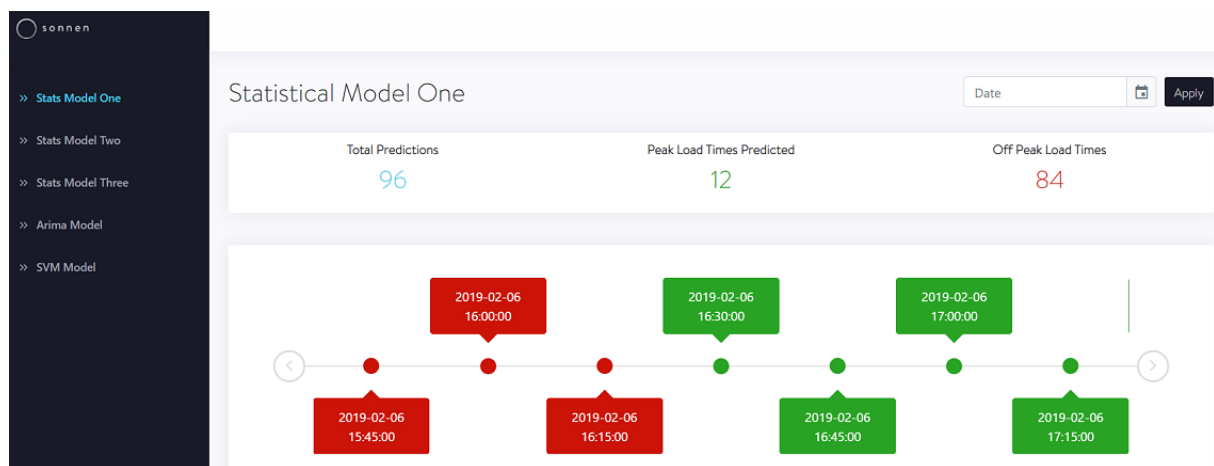 sonnen
» Stats Model One
» Stats Model Two
» Stats Model Three
» Arima Model
» SVM Model
Statistical Model One
Date
Apply
Total Predictions
96
Peak Load Times Predicted
12
Off Peak Load Times
84
2019-02-06
16:00:00
2019-02-06
16:30:00
2019-02-06
17:00:00
2019-02-06
15:45:00
2019-02-06
16:15:00
2019-02-06
16:45:00
2019-02-06
17:15:00